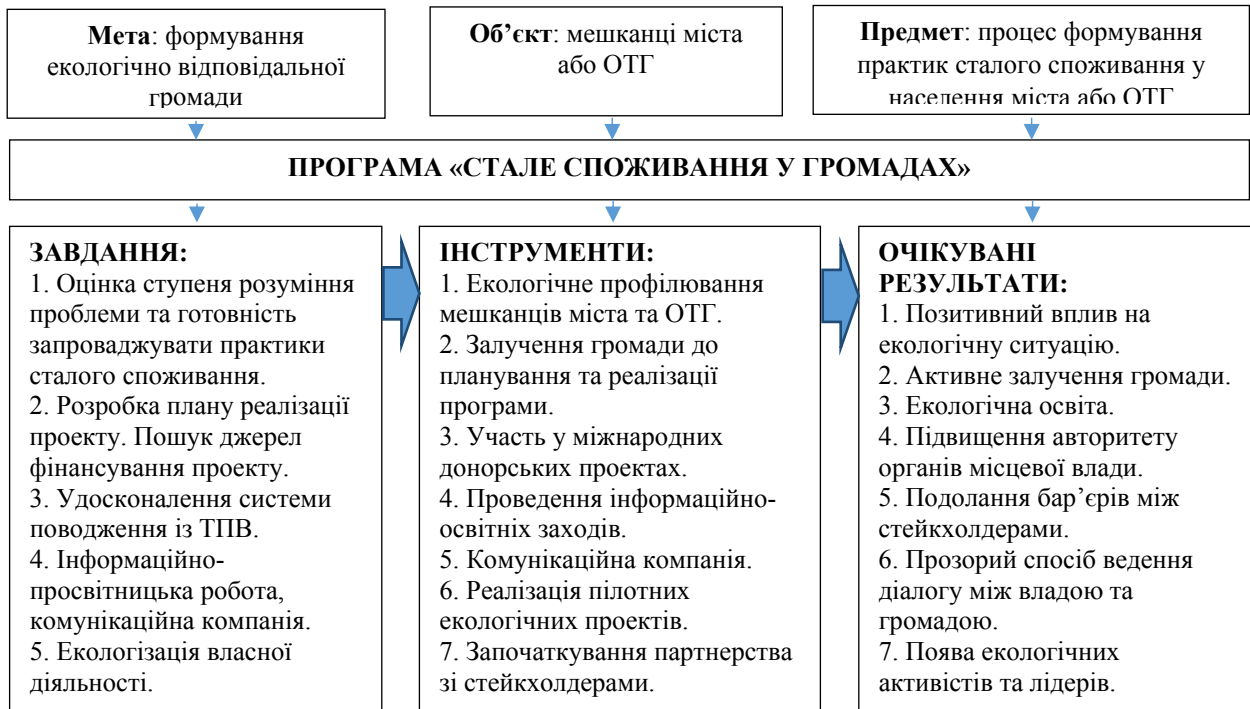 Мета: формування
екологічно відповідальної
громади
Об’єкт: мешканці міста
або ОТГ
Предмет: процес формування
практик сталого споживання у
населення міста або ОТГ
ПРОГРАМА «СТАЛЕ СПОЖИВАННЯ У ГРОМАДАХ»
ЗАВДАННЯ:
1. Оцінка ступеня розуміння
проблеми та готовність
запроваджувати практики
сталого споживання.
2. Розробка плану реалізації
проекту. Пошук джерел
фінансування проекту.
3. Удосконалення системи
поводження із ТПВ.
4. Інформаційно-
просвітницька робота,
комунікаційна компанія.
5. Екологізація власної
діяльності.
ІНСТРУМЕНТИ:
1. Екологічне профілювання
мешканців міста та ОТГ.
2. Залучення громади до
планування та реалізації
програми.
3. Участь у міжнародних
донорських проектах.
4. Проведення інформаційно-
освітніх заходів.
5. Комунікаційна компанія.
6. Реалізація пілотних
екологічних проектів.
7. Започаткування партнерства
зі стейкхолдерами.
ОЧІКУВАНІ
РЕЗУЛЬТАТИ:
1. Позитивний вплив на
екологічну ситуацію.
2. Активне залучення громади.
3. Екологічна освіта.
4. Підвищення авторитету
органів місцевої влади.
5. Подолання бар’єрів між
стейкхолдерами.
6. Прозорий спосіб ведення
діалогу між владою та
громадою.
7. Поява екологічних
активістів та лідерів.